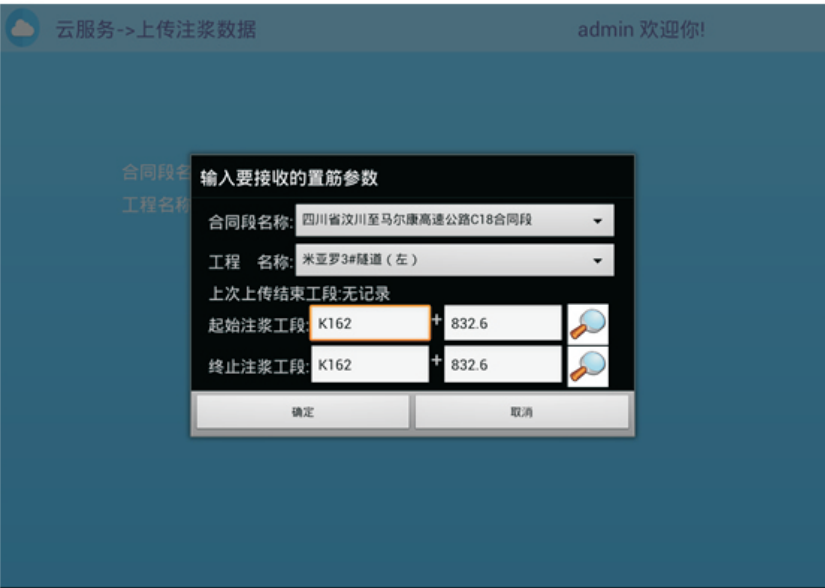 云服务->上传注浆数据 admin 欢迎你!
合同段名
工程名称
输入要接收的置筋参数
合同段名称: 四川省汶川至马尔康高速公路C18合同段
工程 名称: 米亚罗3#隧道（左）
上次上传结束工段:无记录
起始注浆工段: K162 + 832.6
终止注浆工段: K162 + 832.6
确定 取消